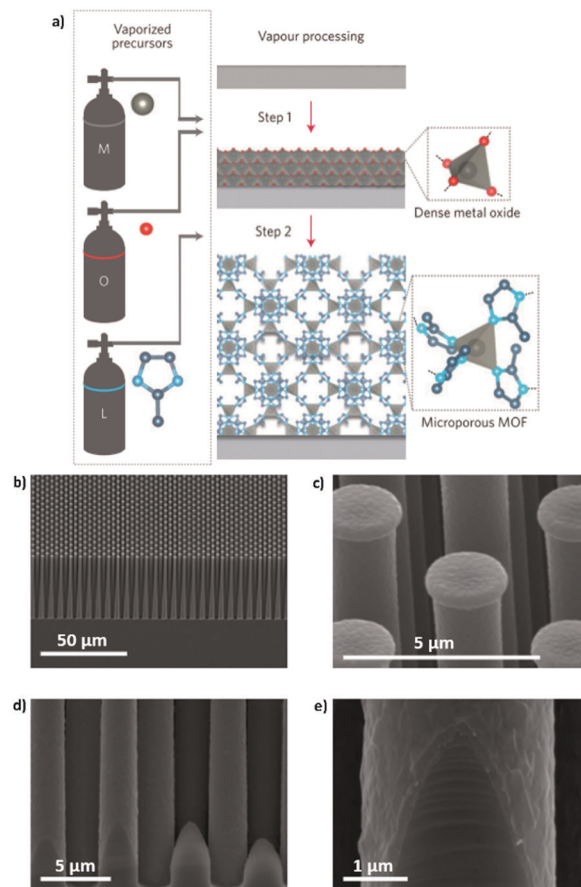 a)
Vaporized
precursors
Vapour processing
M
Step 1
Dense metal oxide
O
Step 2
L
Microporous MOF
b)
50 μm
c)
5 μm
d)
5 μm
e)
1 μm